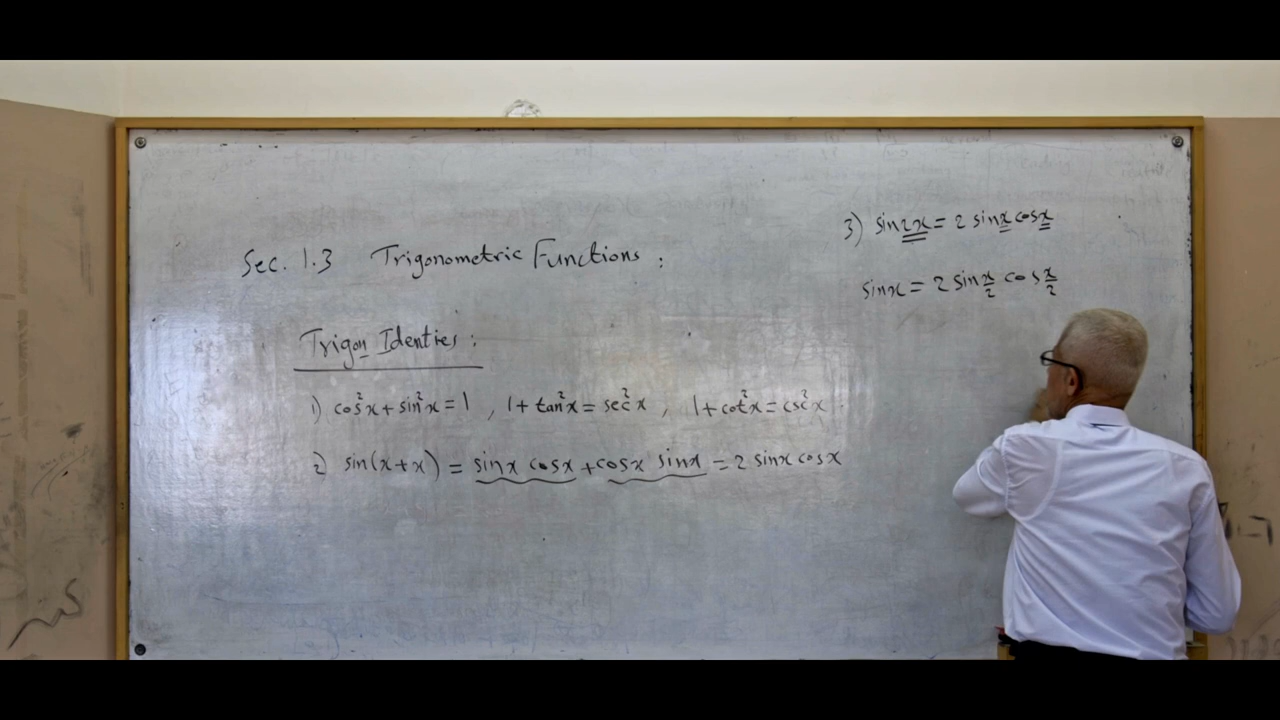 Sec. 1.3 Trigonometric Functions :
Trigon Identies :
1) cos²x + sin²x = 1 , 1 + tan²x = sec²x , 1 + cot²x = csc²x .
2) sin(x+x) = sinx cosx + cosx sinx = 2 sinx cosx
3) sin2x = 2 sinx cosx
sinx = 2 sin x/2 cos x/2